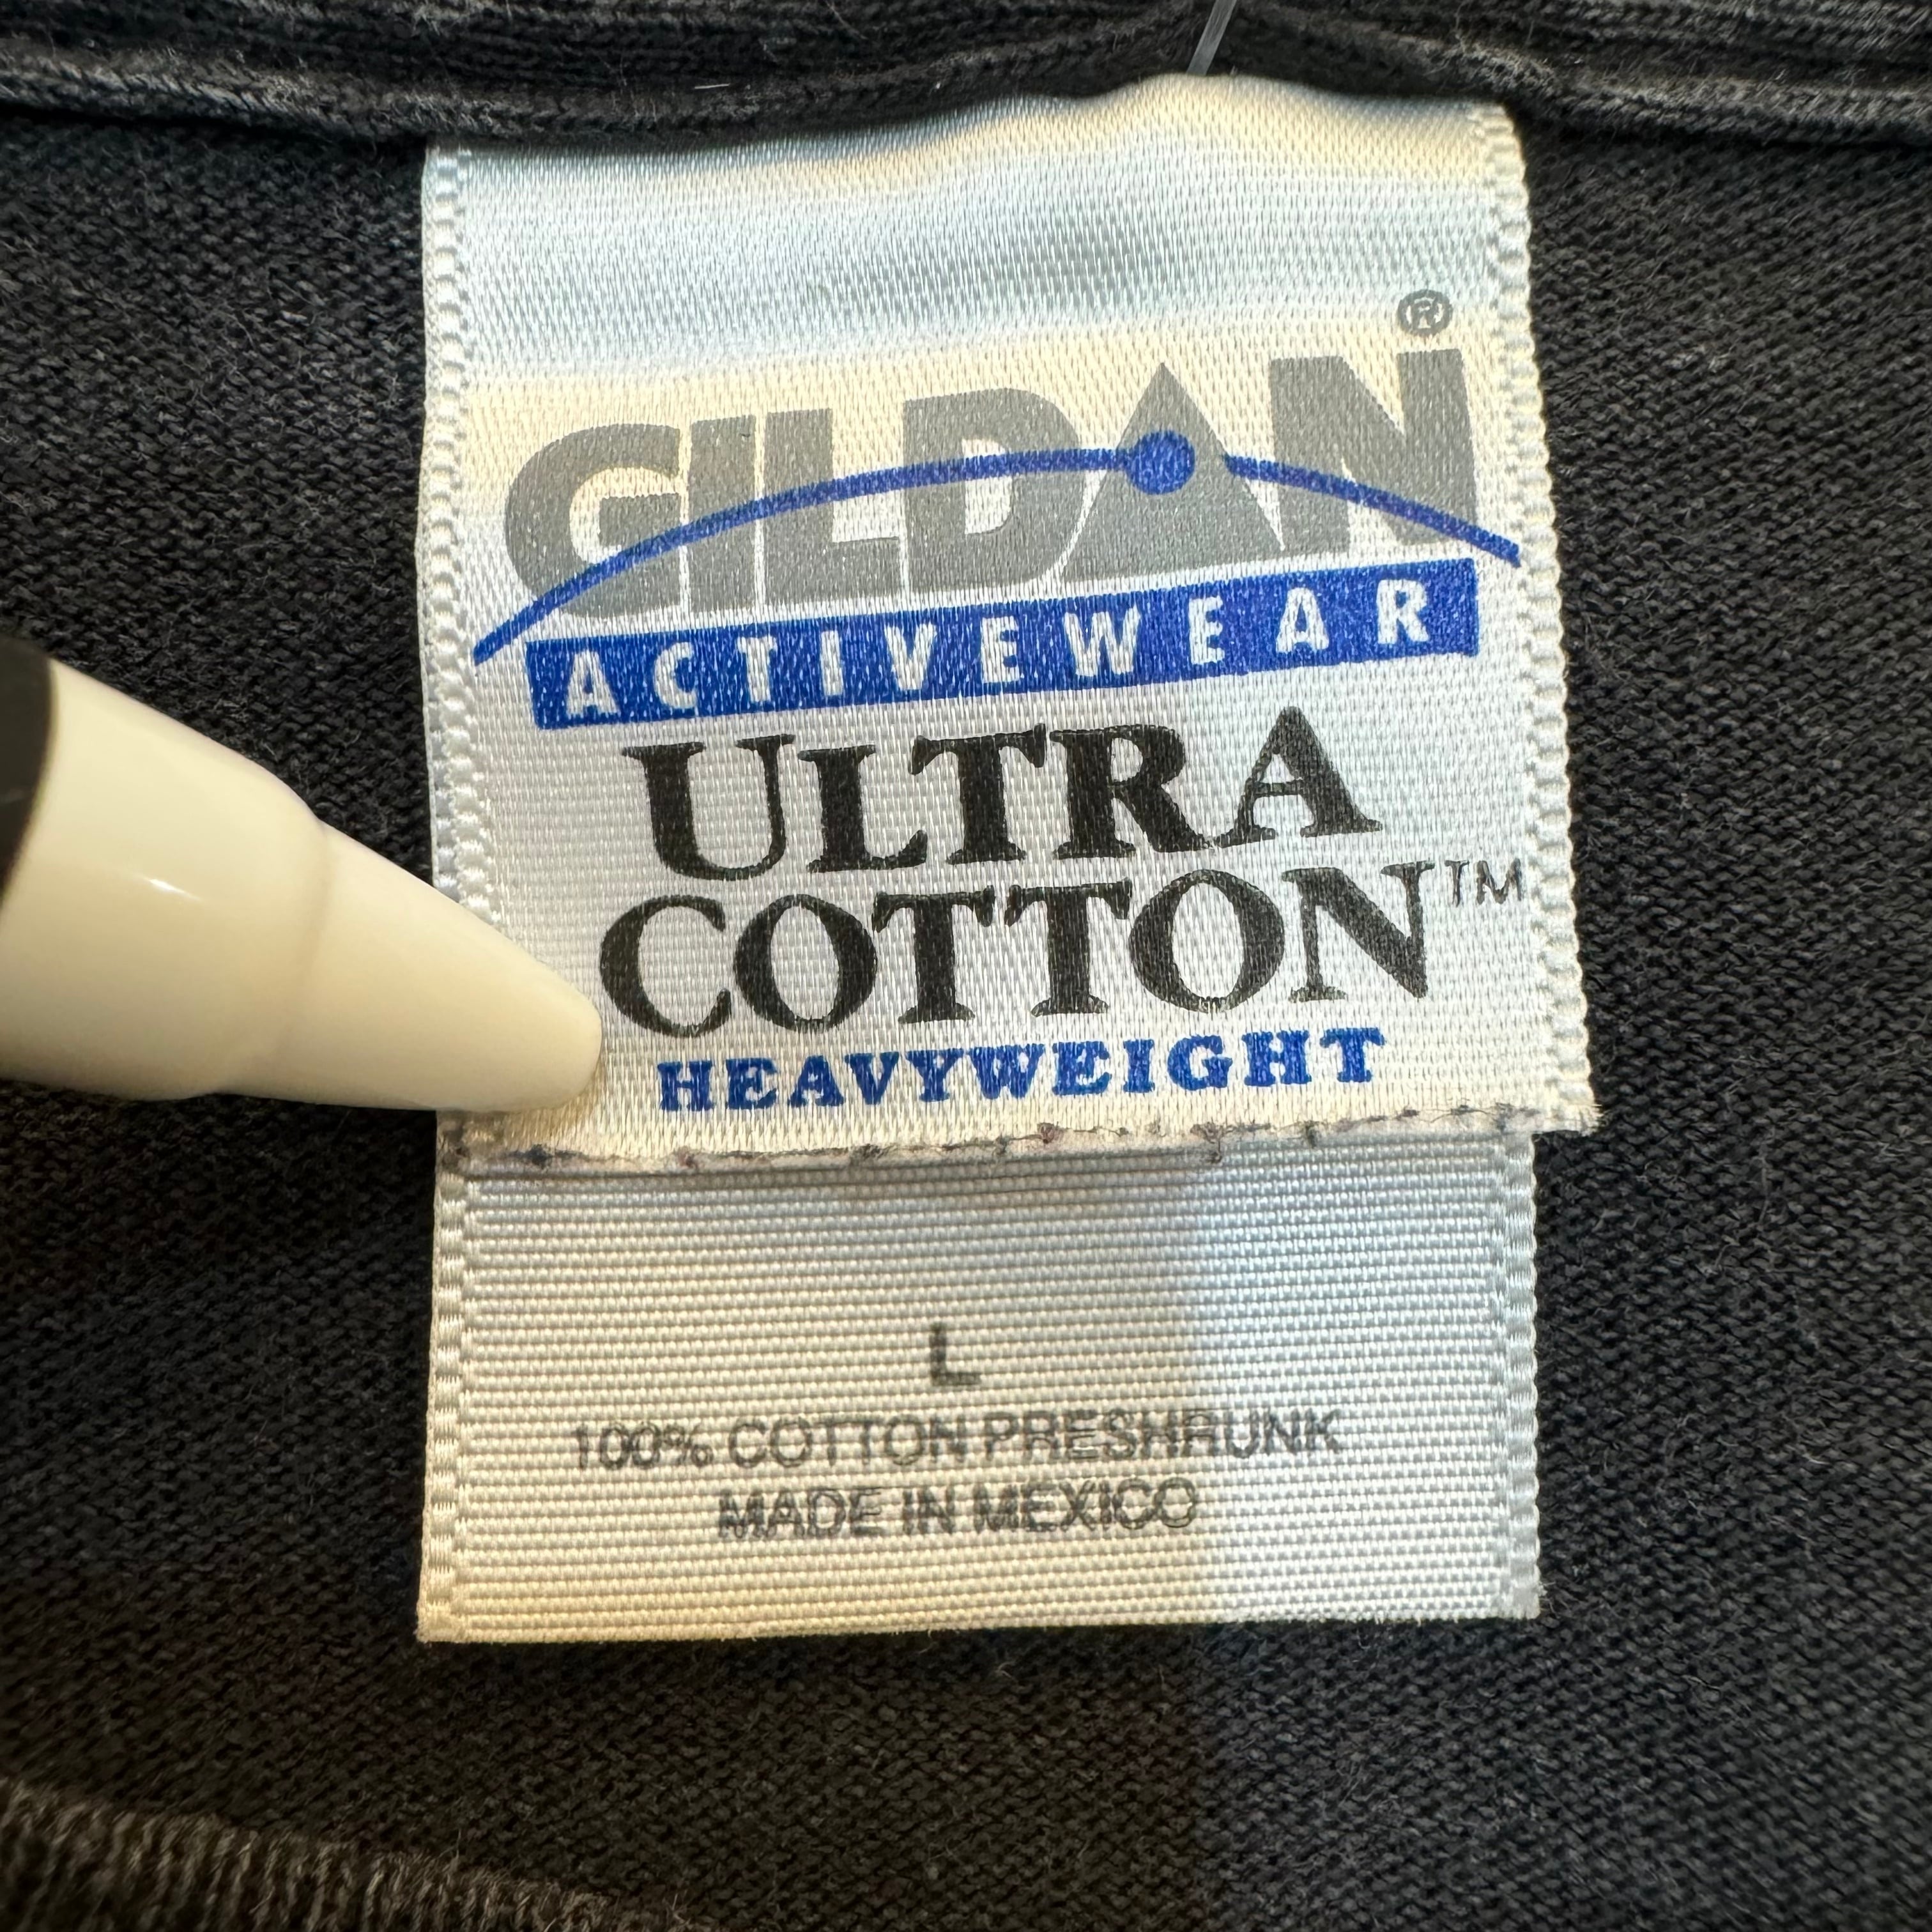 GILDAN®
ACTIVEWEAR
ULTRA
COTTON™
HEAVYWEIGHT
L
100% COTTON PRESHRUNK
MADE IN MEXICO